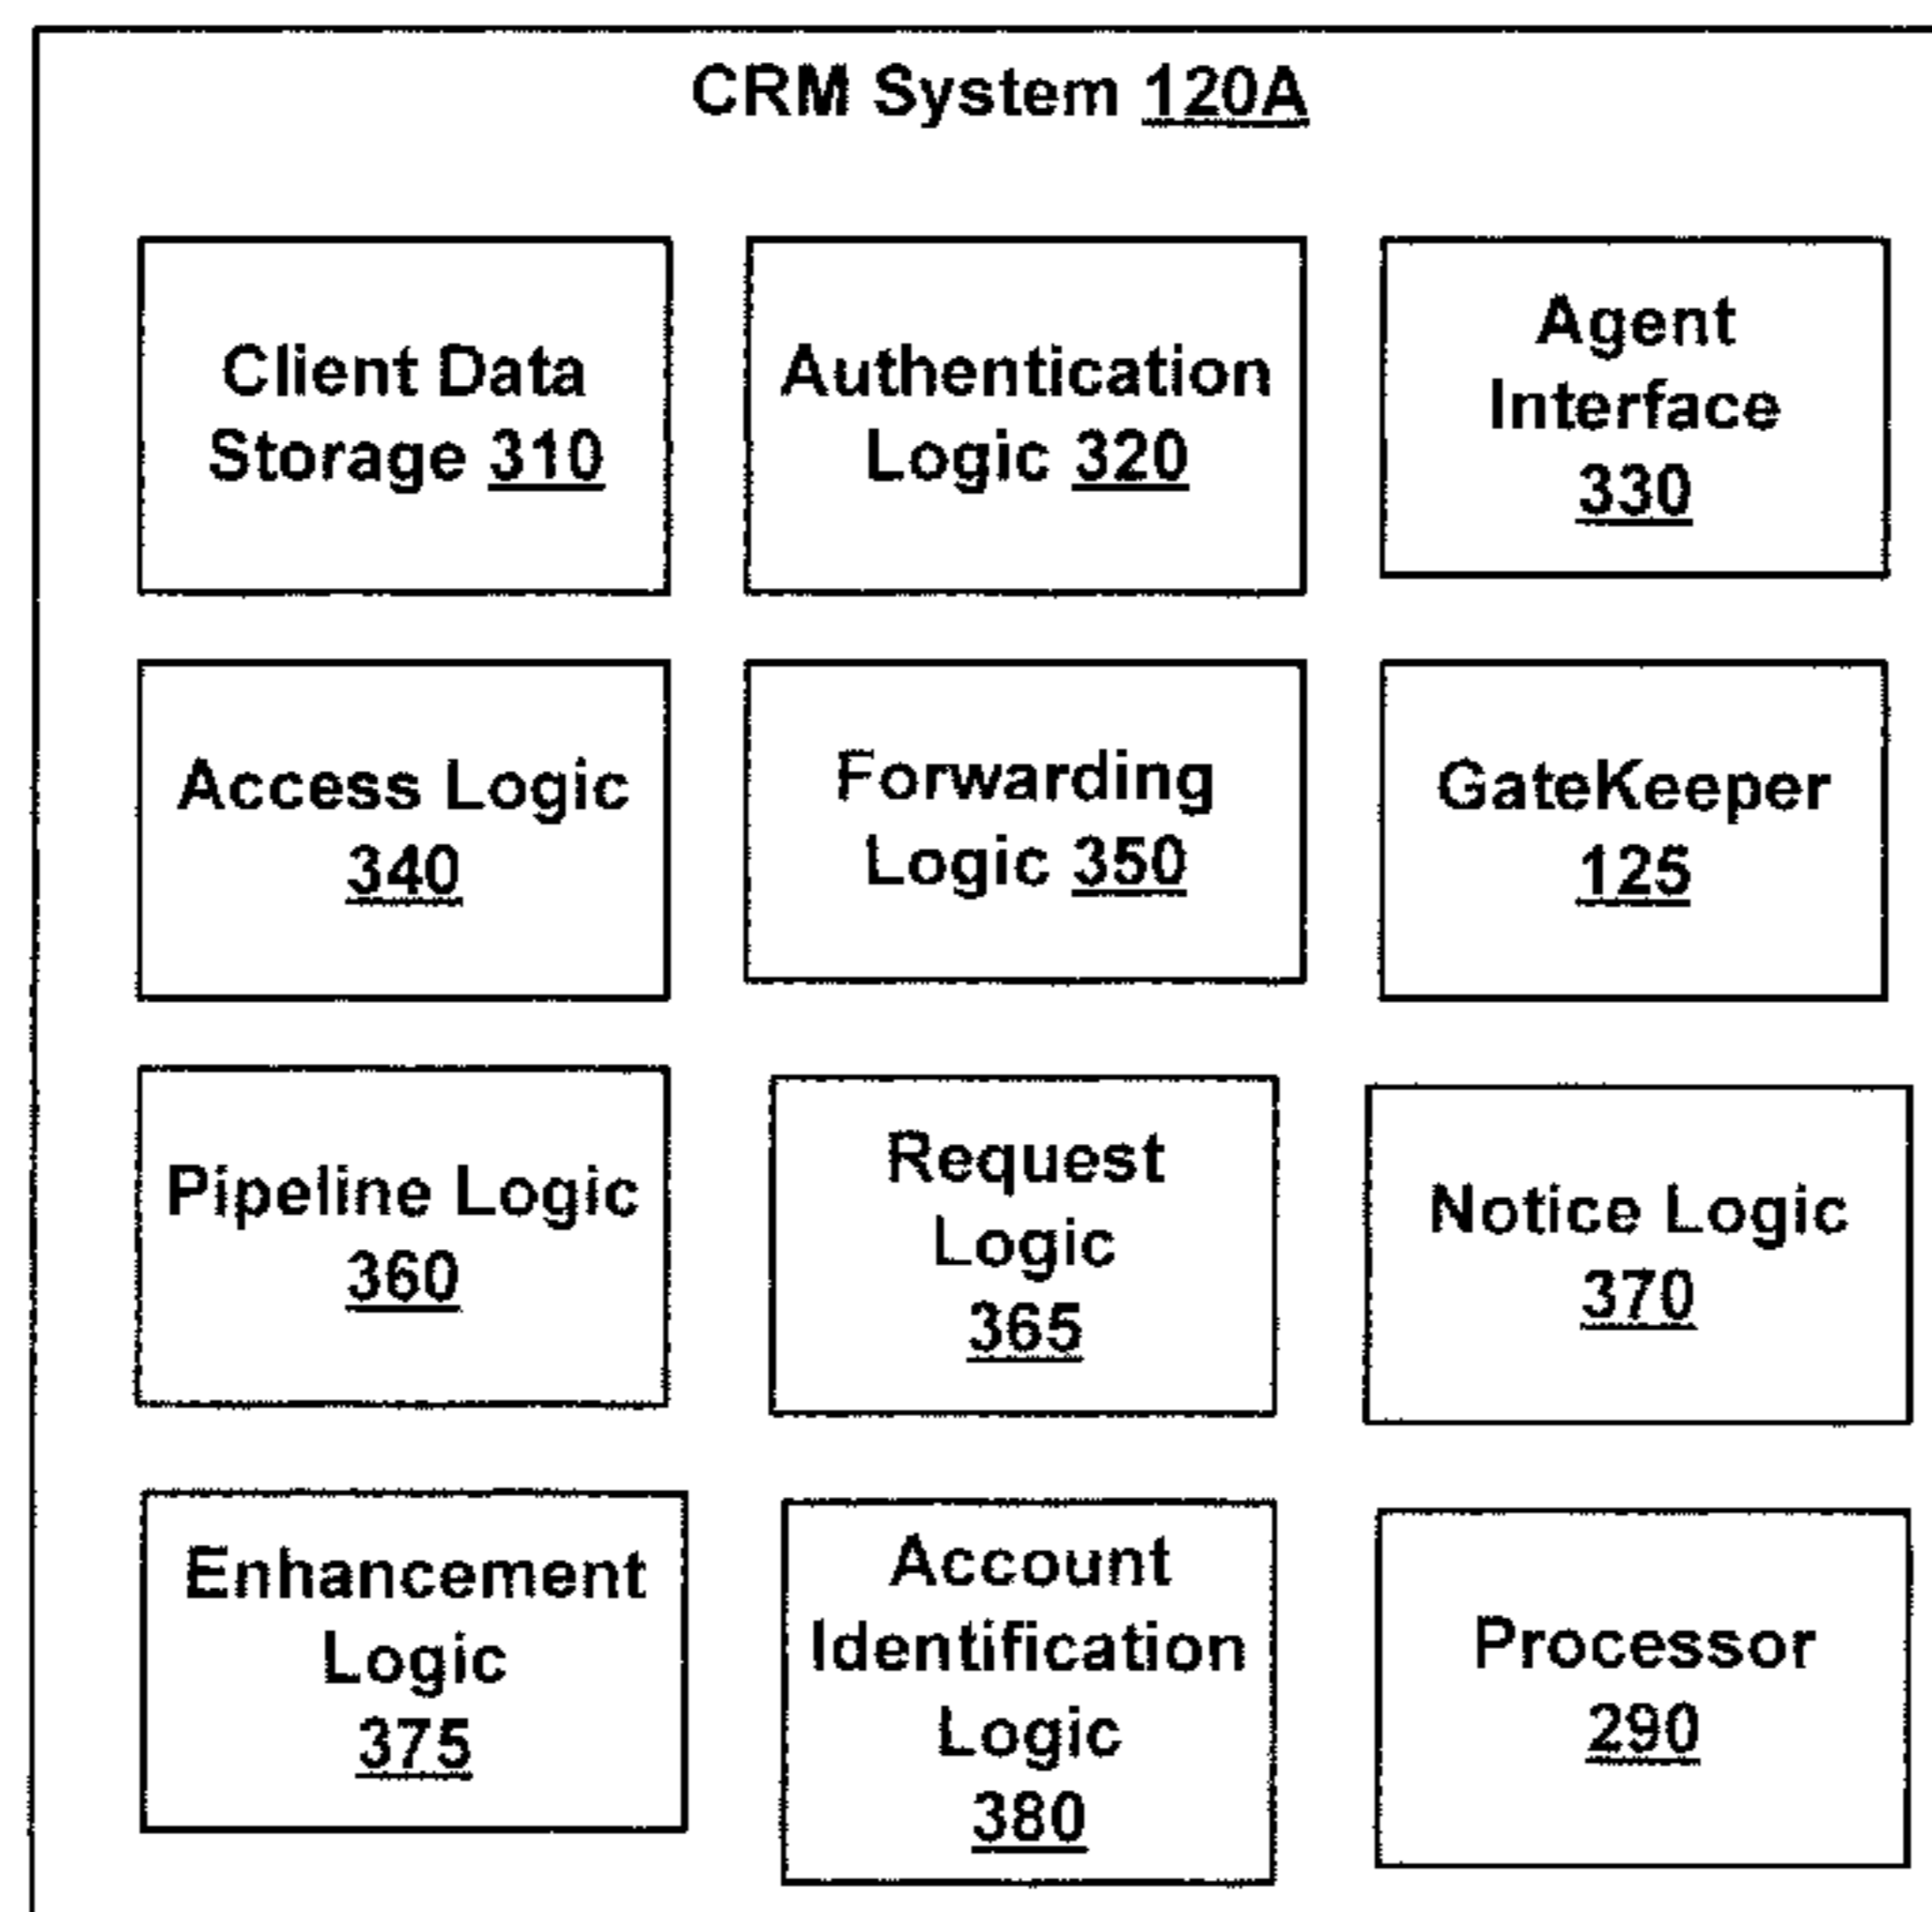 CRM System 120A
Client Data
Storage 310
Authentication
Logic 320
Agent
Interface
330
Access Logic
340
Forwarding
Logic 350
GateKeeper
125
Pipeline Logic
360
Request
Logic
365
Notice Logic
370
Enhancement
Logic
375
Account
Identification
Logic
380
Processor
290